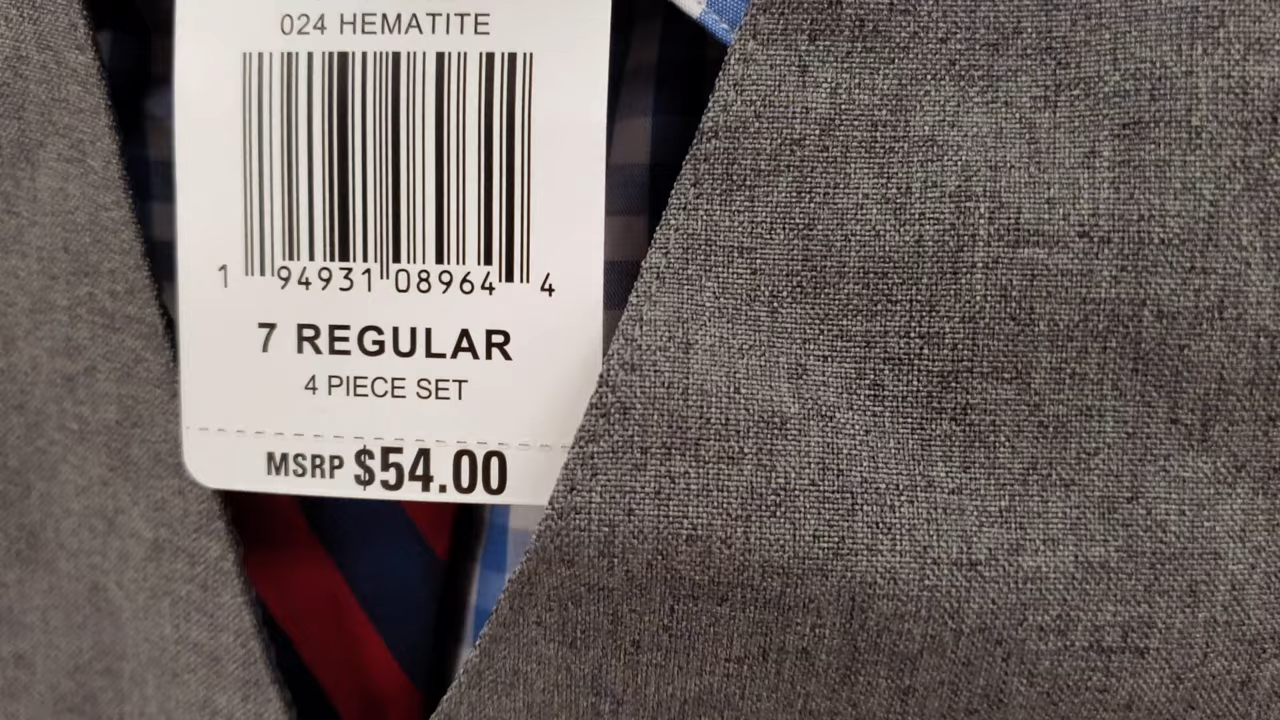 024 HEMATITE
1 94931 08964 4
7 REGULAR
4 PIECE SET
MSRP $54.00